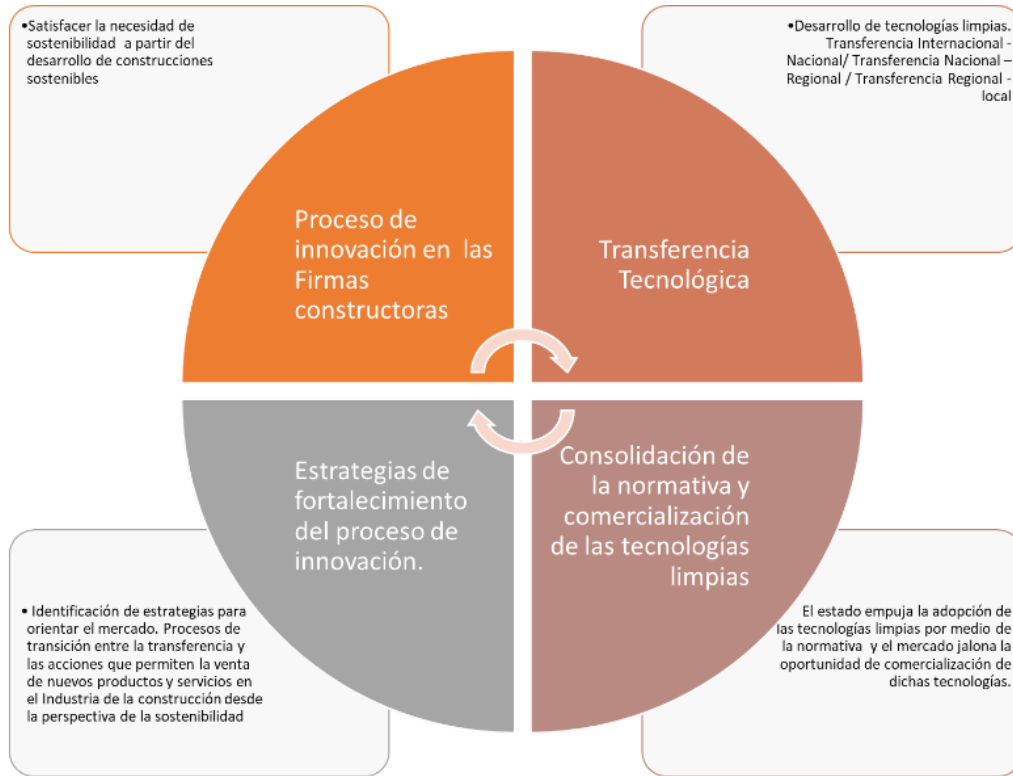 •Satisfacer la necesidad de
sostenibilidad a partir del
desarrollo de construcciones
sostenibles
•Desarrollo de tecnologías limpias.
Transferencia Internacional -
Nacional/ Transferencia Nacional –
Regional / Transferencia Regional -
local
Proceso de
innovación en las
Firmas
constructoras
Transferencia
Tecnológica
Estrategias de
fortalecimiento
del proceso de
innovación.
Consolidación de
la normativa y
comercialización
de las tecnologías
limpias
• Identificación de estrategias para
orientar el mercado. Procesos de
transición entre la transferencia y
las acciones que permiten la venta
de nuevos productos y servicios en
el Industria de la construcción desde
la perspectiva de la sostenibilidad
El estado empuja la adopción de
las tecnologías limpias por medio de
la normativa y el mercado jalona la
oportunidad de comercialización de
dichas tecnologías.